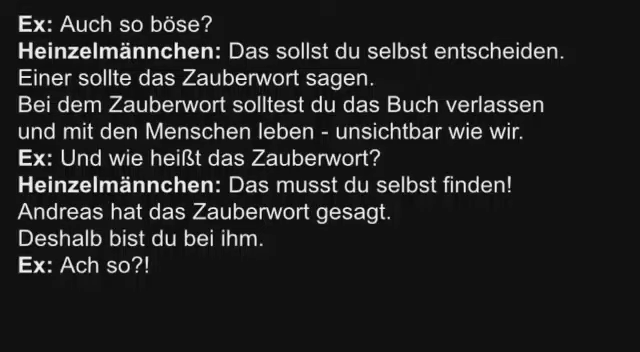 Ex: Auch so böse?
Heinzelmännchen: Das sollst du selbst entscheiden.
Einer sollte das Zauberwort sagen.
Bei dem Zauberwort solltest du das Buch verlassen
und mit den Menschen leben - unsichtbar wie wir.
Ex: Und wie heißt das Zauberwort?
Heinzelmännchen: Das musst du selbst finden!
Andreas hat das Zauberwort gesagt.
Deshalb bist du bei ihm.
Ex: Ach so?!